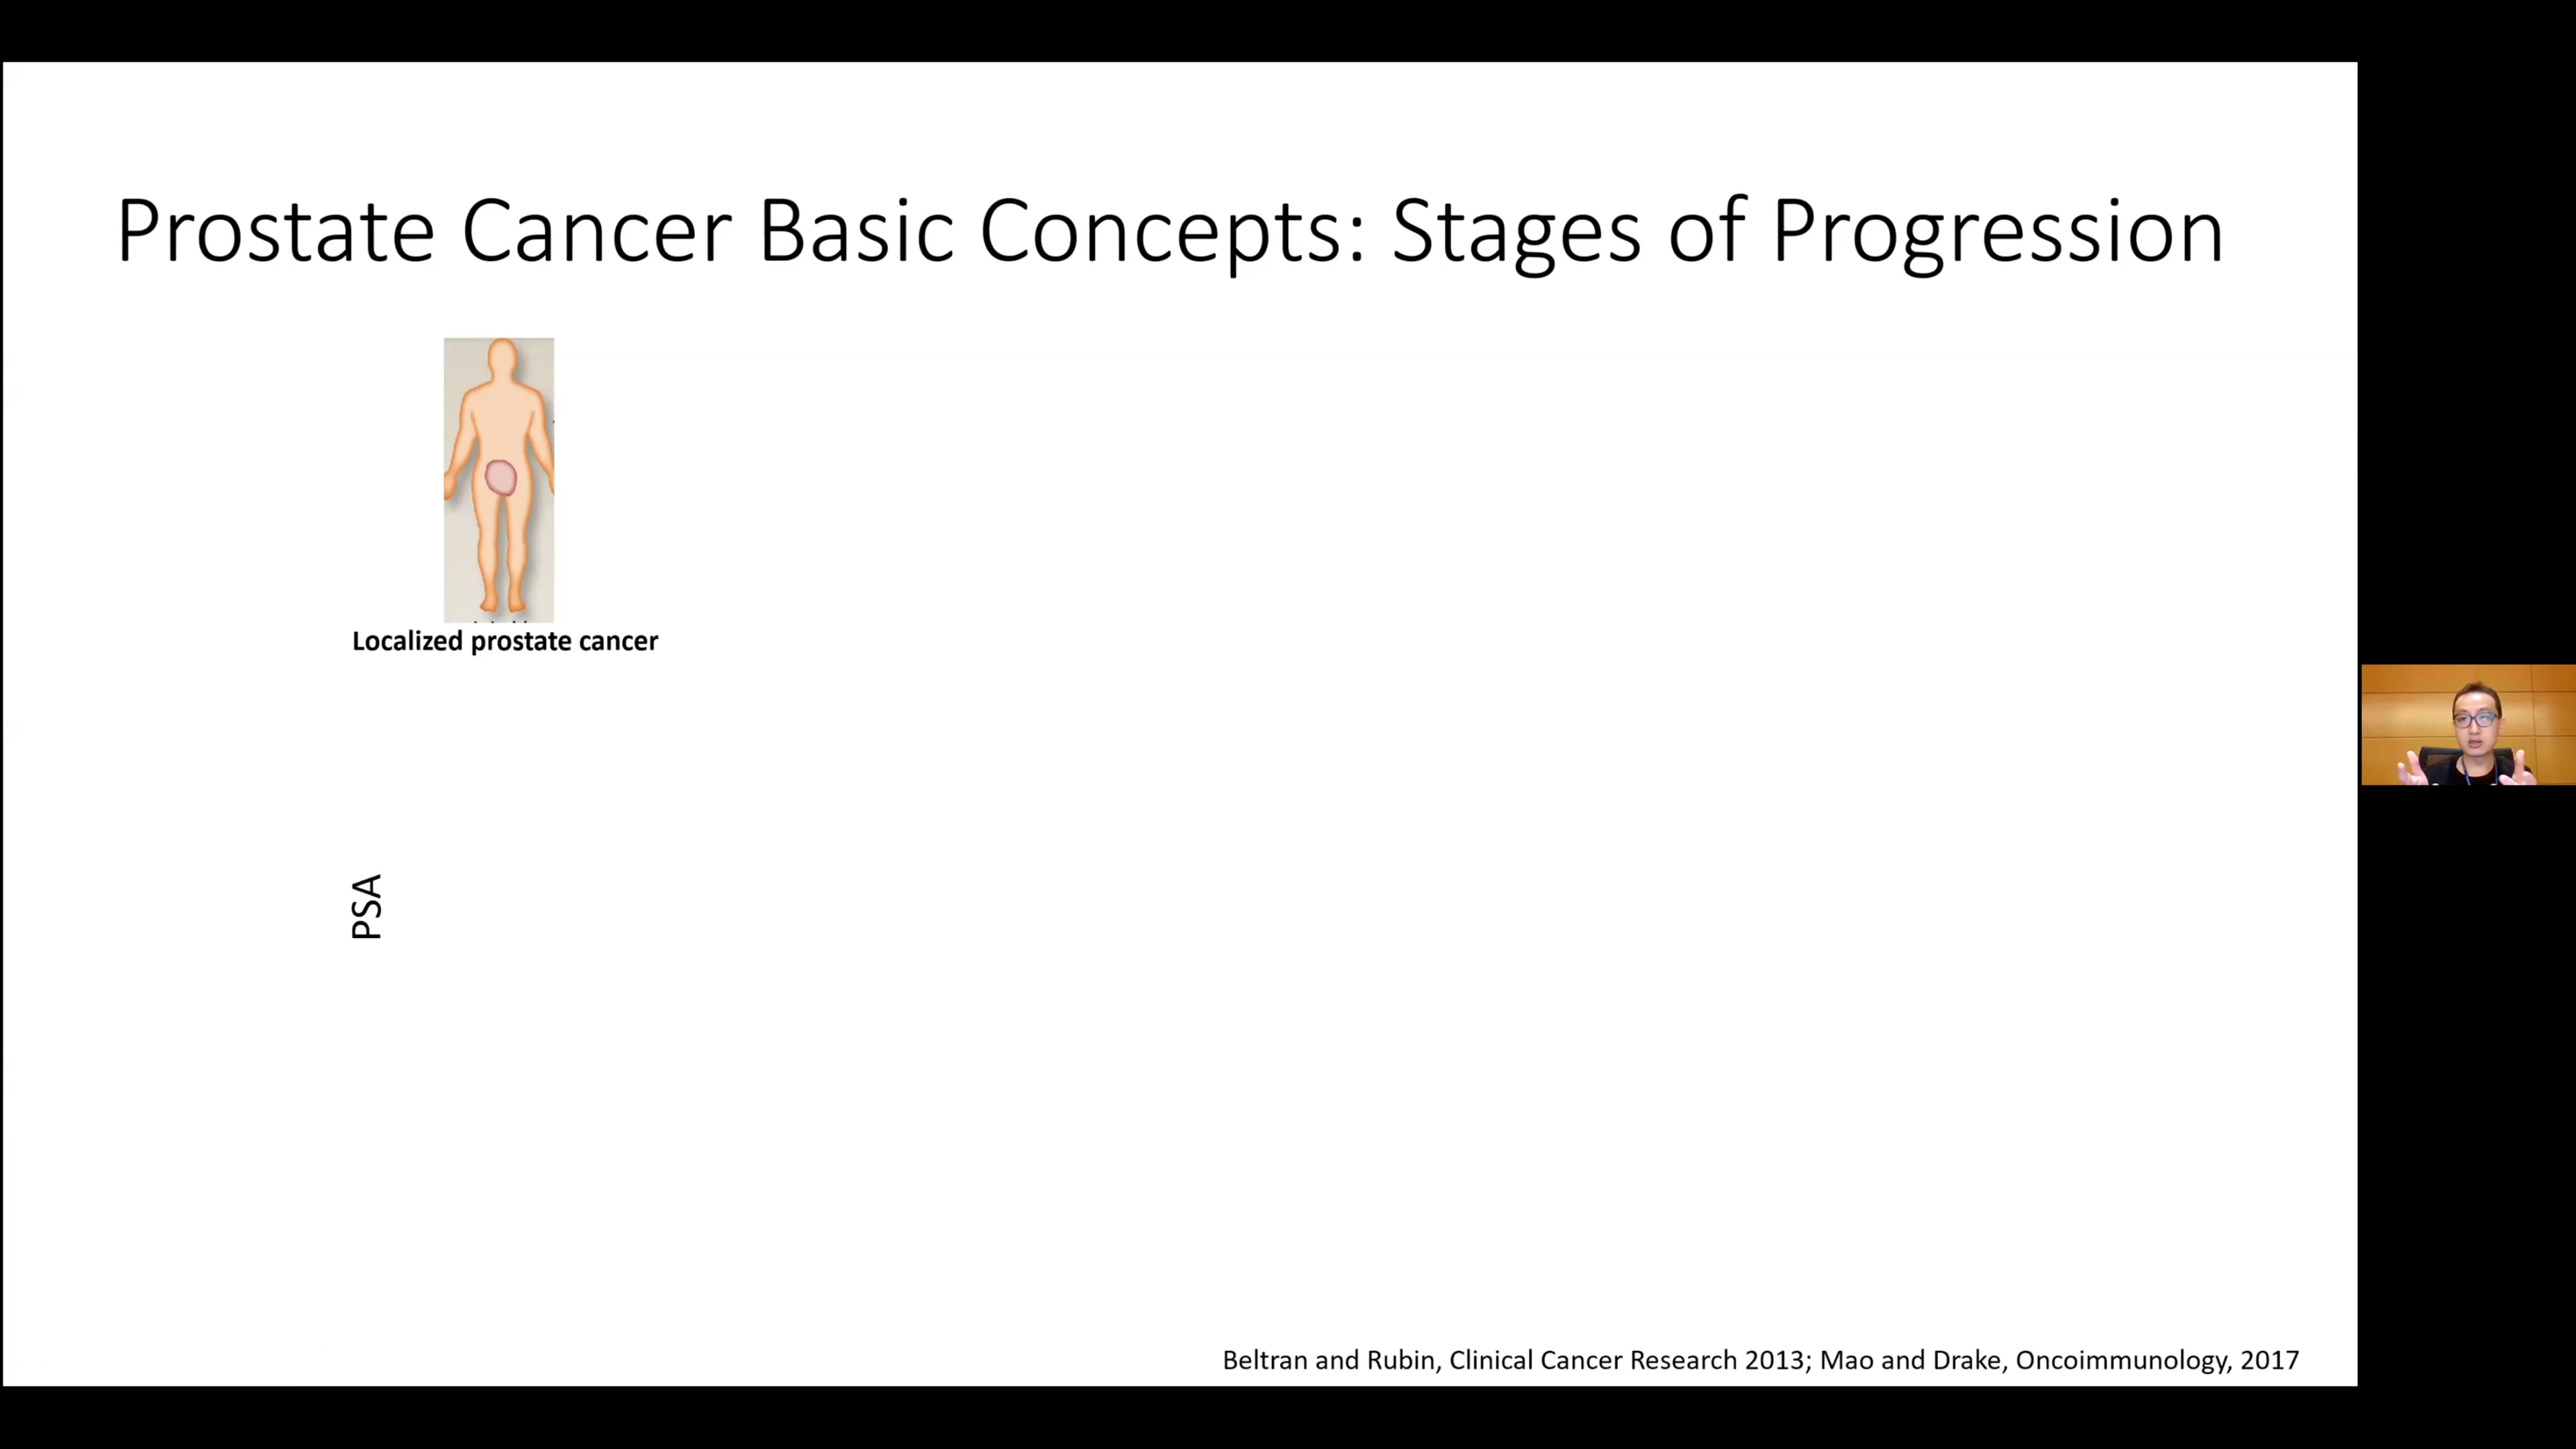 Prostate Cancer Basic Concepts: Stages of Progression
Localized prostate cancer
PSA
Beltran and Rubin, Clinical Cancer Research 2013; Mao and Drake, Oncoimmunology, 2017